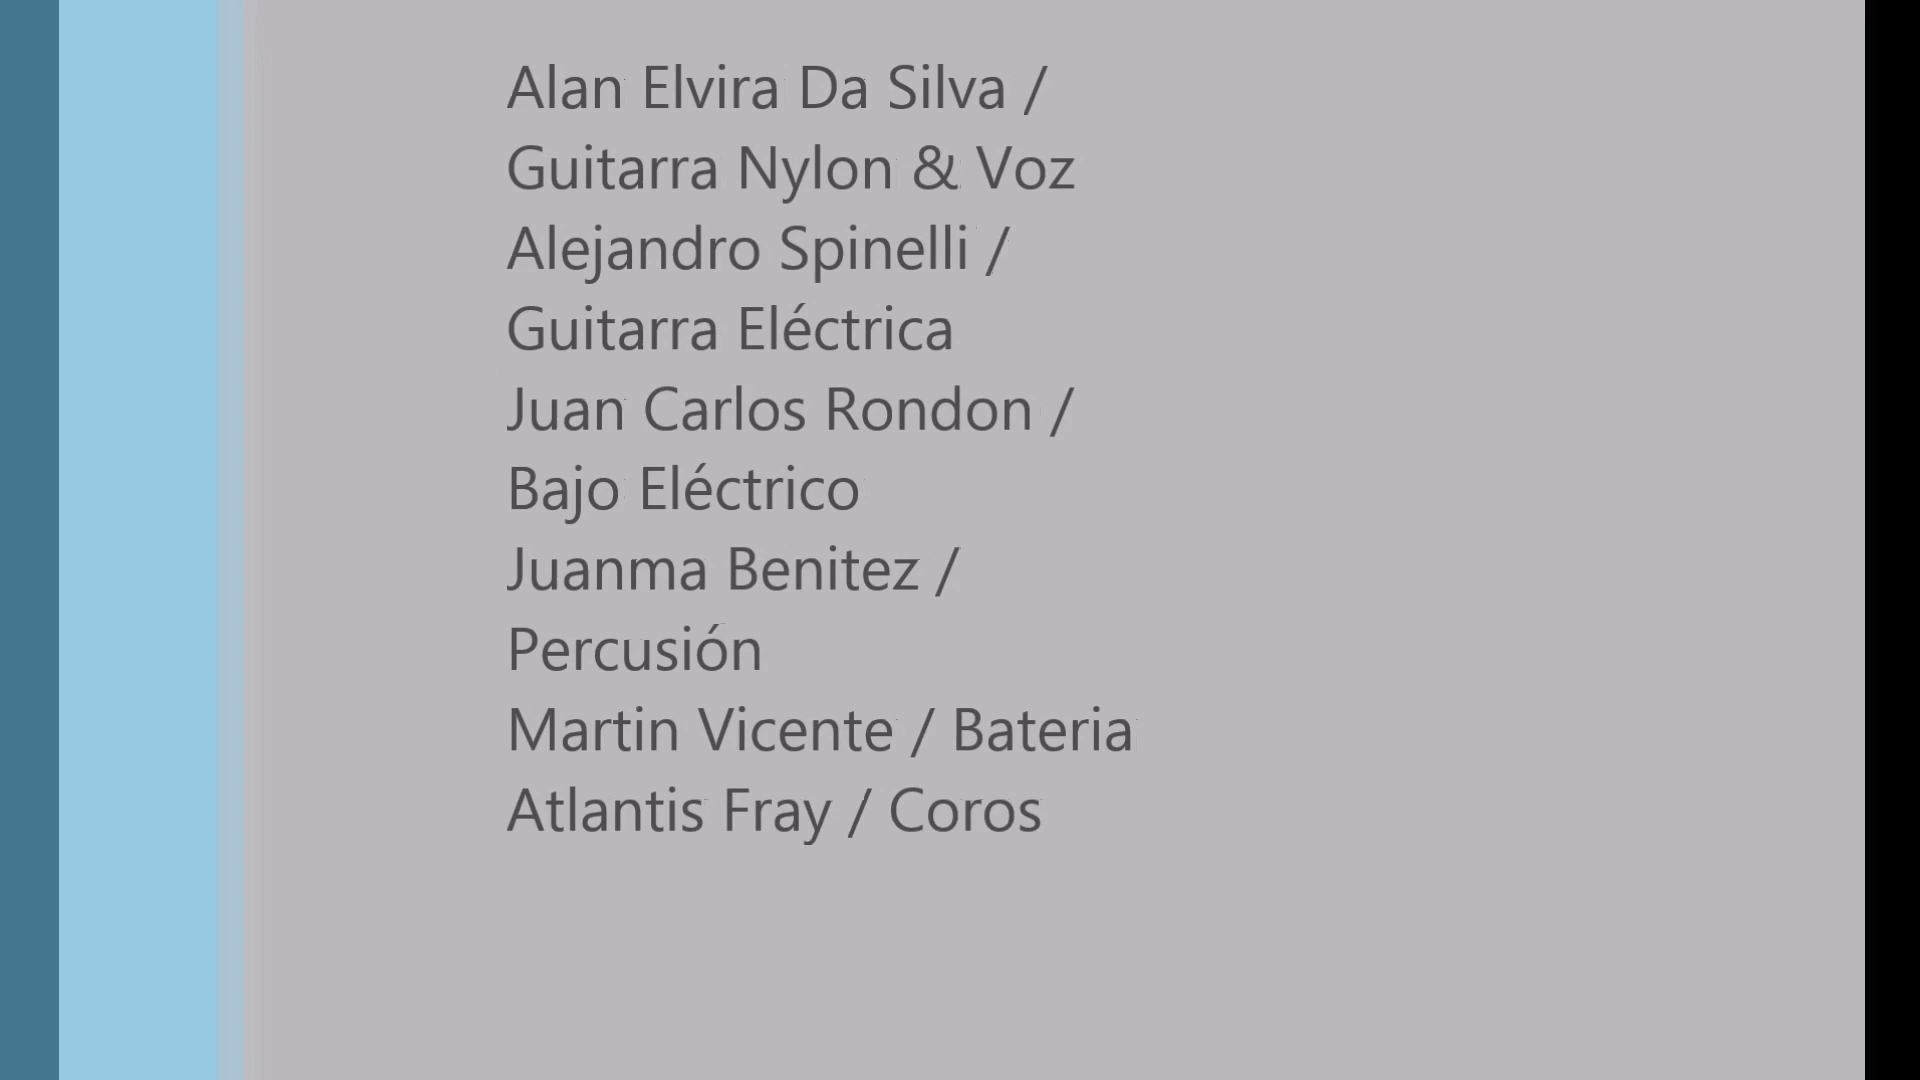 Alan Elvira Da Silva /
Guitarra Nylon & Voz
Alejandro Spinelli /
Guitarra Eléctrica
Juan Carlos Rondon /
Bajo Eléctrico
Juanma Benitez /
Percusión
Martin Vicente / Bateria
Atlantis Fray / Coros